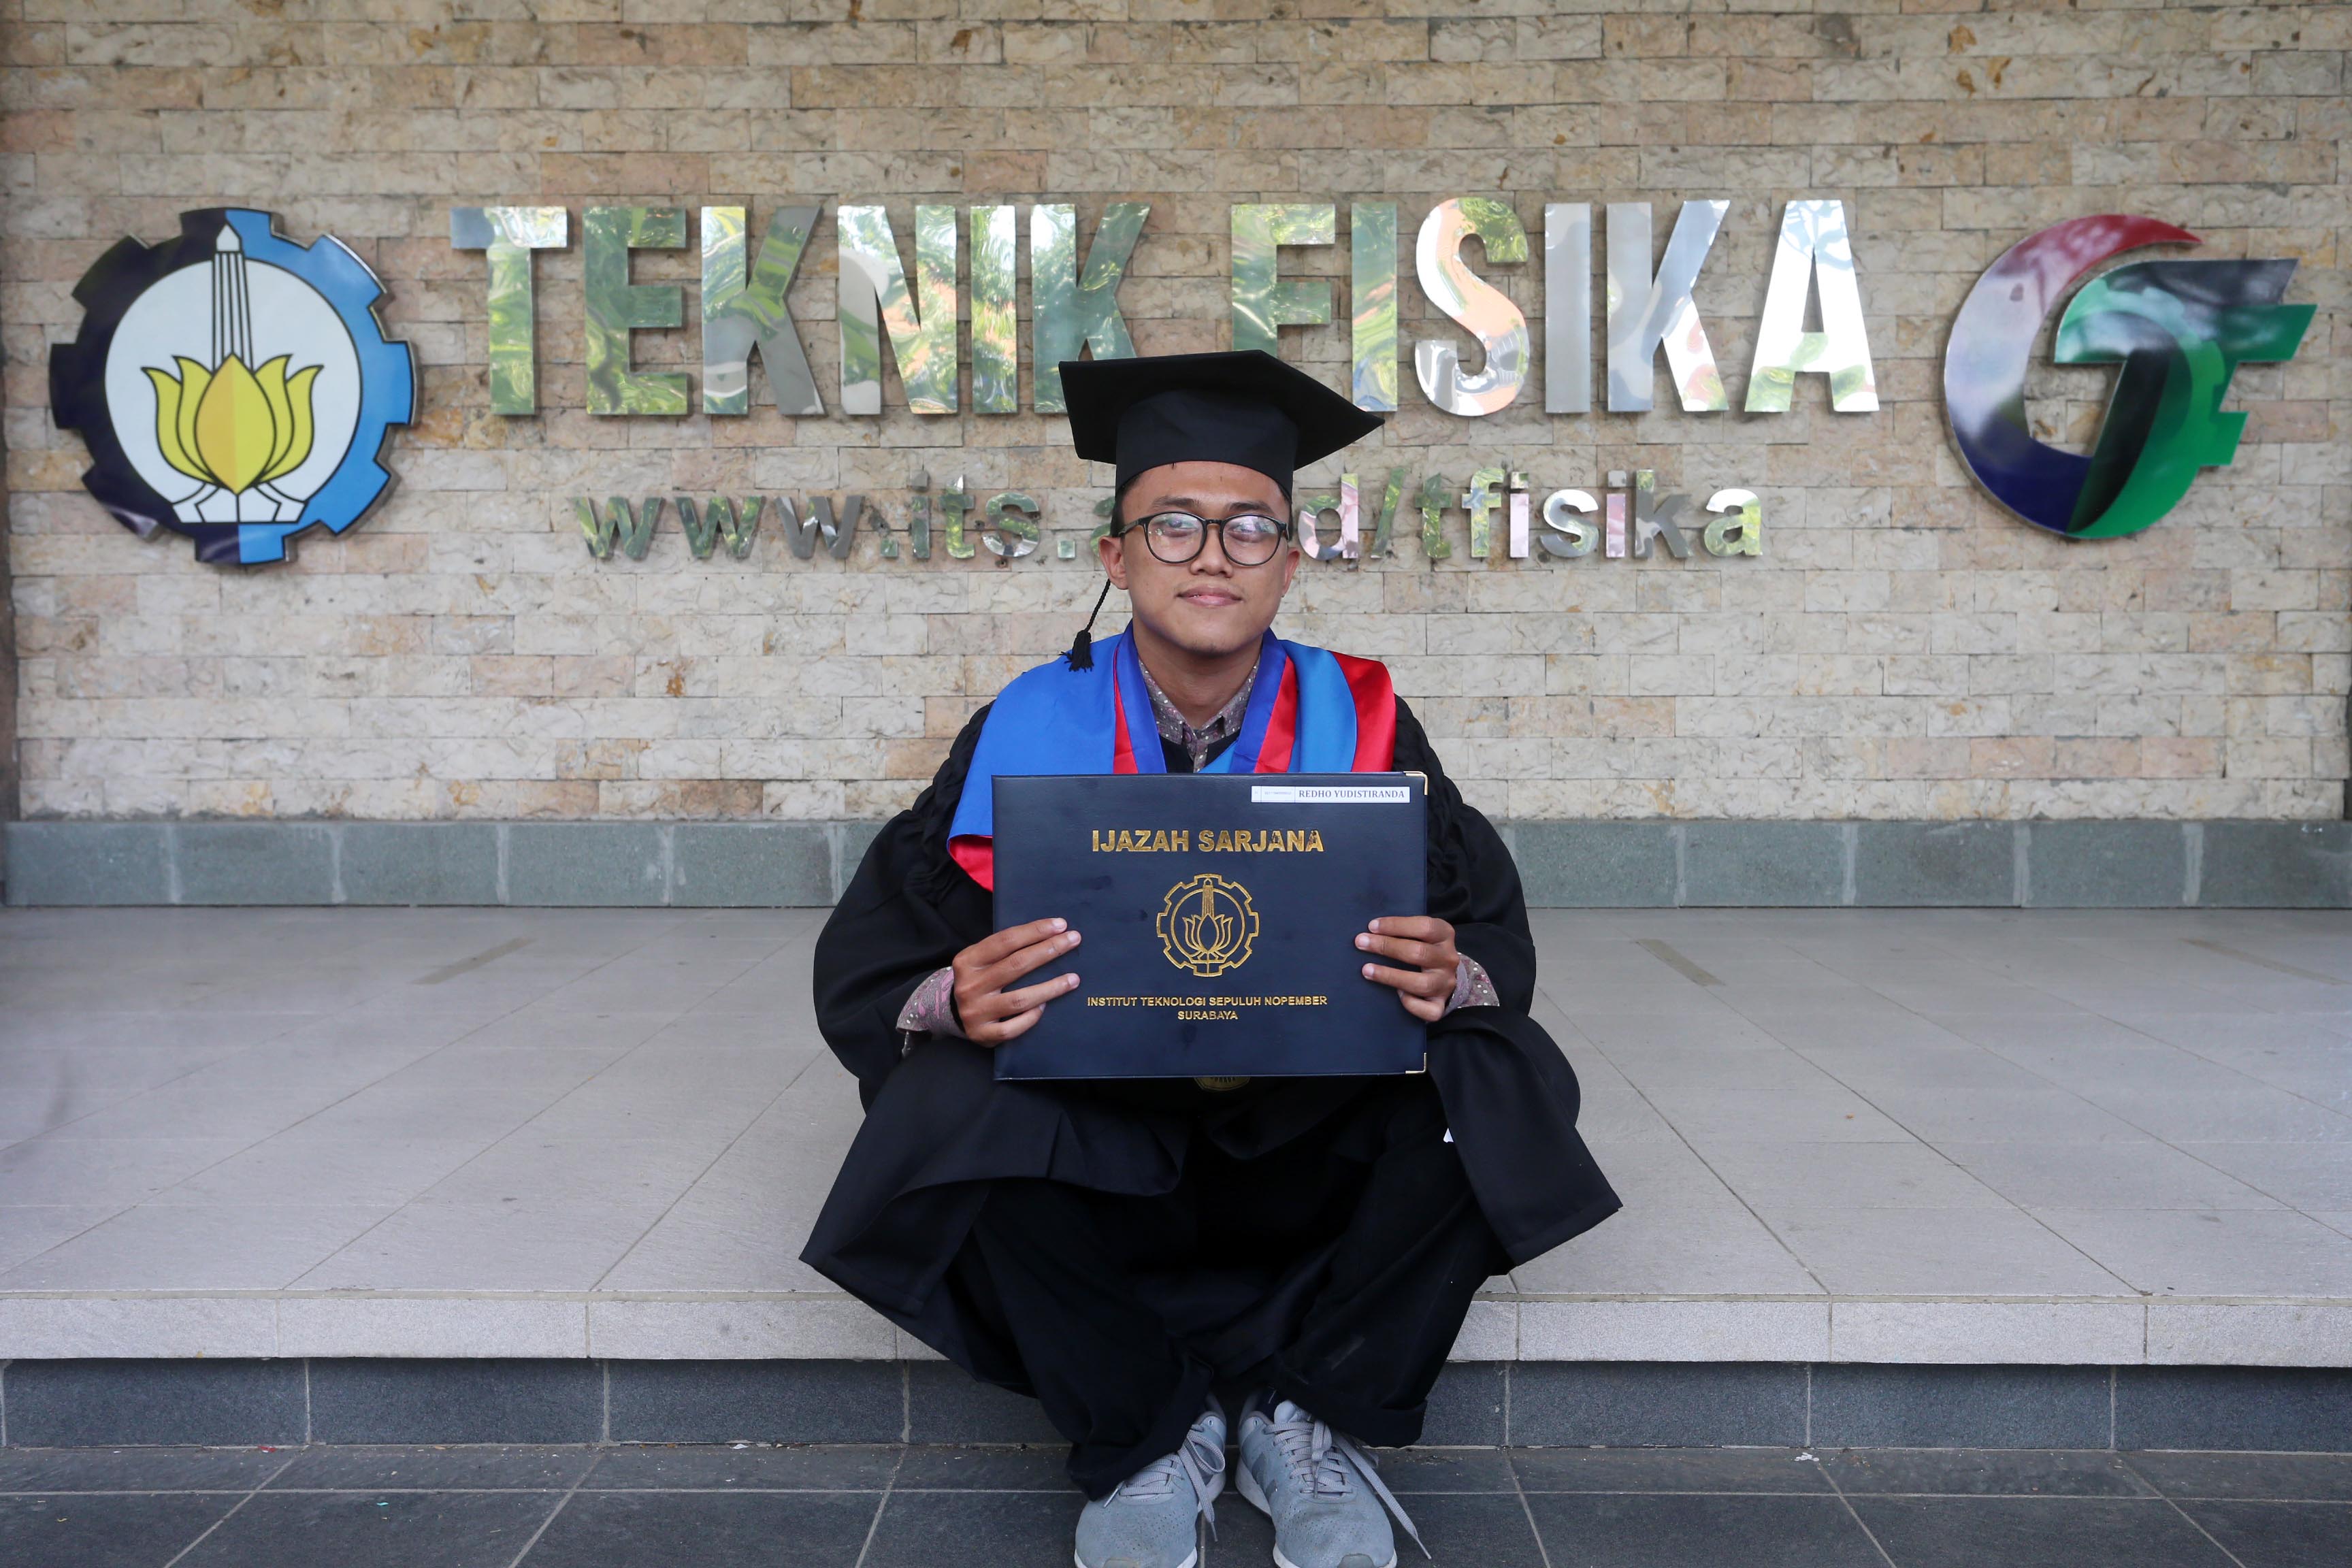 TEKNIK FISIKA
www.its. d/tfisika
REDHO YUDISTIRANDA
IJAZAH SARJANA
INSTITUT TEKNOLOGI SEPULUH NOPEMBER
SURABAYA